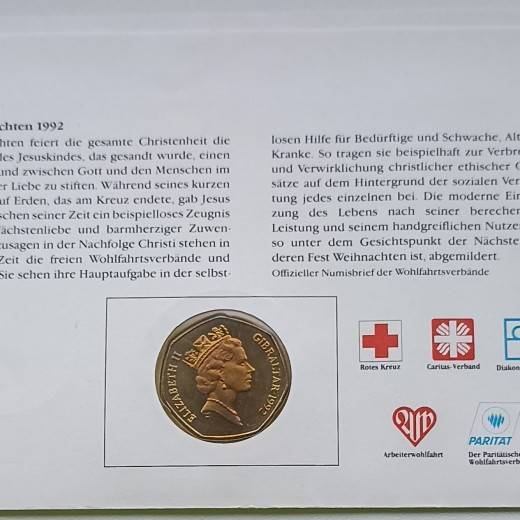 chten 1992
hten feiert die gesamte Christenheit die
des Jesuskindes, das gesandt wurde, einen
und zwischen Gott und den Menschen im
er Liebe zu stiften. Während seines kurzen
uf Erden, das am Kreuz endete, gab Jesus
schen seiner Zeit ein beispielloses Zeugnis
ächstenliebe und barmherziger Zuwen-
zusagen in der Nachfolge Christi stehen in
Zeit die freien Wohlfahrtsverbände und
Sie sehen ihre Hauptaufgabe in der selbst-
losen Hilfe für Bedürftige und Schwache, Alt
Kranke. So tragen sie beispielhaft zur Verbre
und Verwirklichung christlicher ethischer G
sätze auf dem Hintergrund der sozialen Ver
tung jedes einzelnen bei. Die moderne Ein
zung des Lebens nach seiner berechen
Leistung und seinem handgreiflichen Nutzen
so unter dem Gesichtspunkt der Nächste
deren Fest Weihnachten ist, abgemildert.
Offizieller Numisbrief der Wohlfahrtsverbände
ELIZABETH II
GIBRALTAR·1992
Rotes Kreuz
Caritas-Verband
Diakon
Arbeiterwohlfahrt
PARITÄT
Der Paritätische
Wohlfahrtsverb